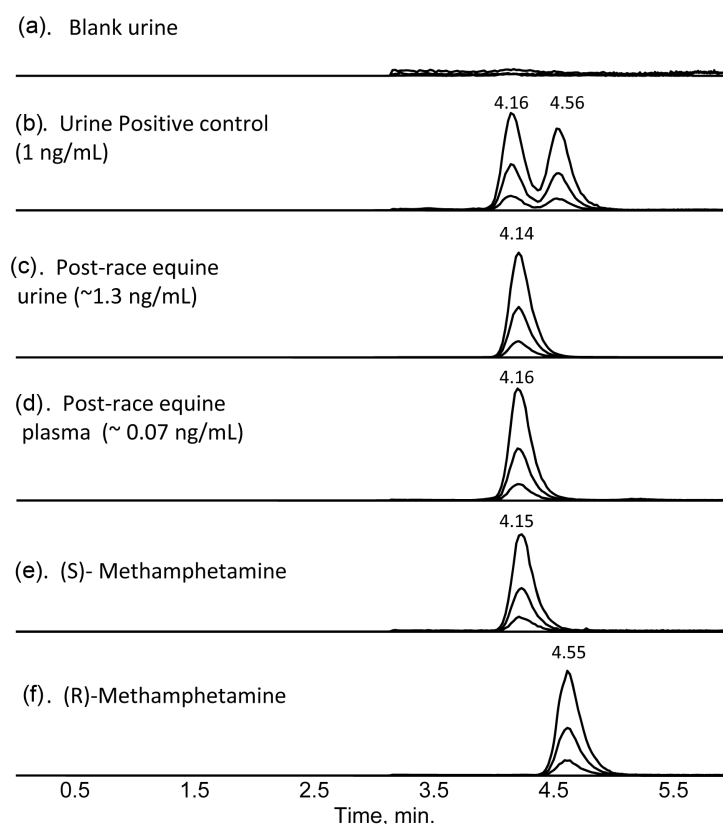 (a). Blank urine
4.16 4.56
(b). Urine Positive control
(1 ng/mL)
4.14
(c). Post-race equine
urine (~1.3 ng/mL)
4.16
(d). Post-race equine
plasma (~ 0.07 ng/mL)
4.15
(e). (S)- Methamphetamine
4.55
(f). (R)-Methamphetamine
0.5 1.5 2.5 3.5 4.5 5.5
Time, min.